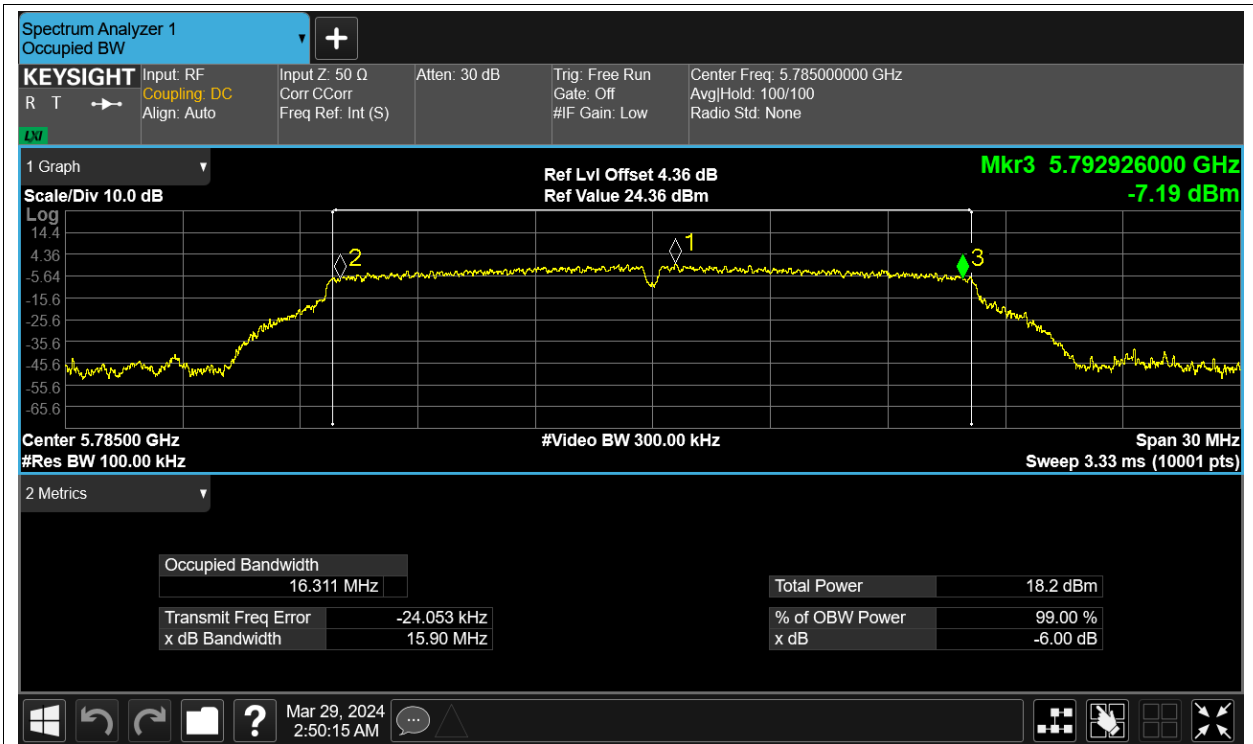 Spectrum Analyzer 1
Occupied BW
KEYSIGHT
R T
LXI
Input: RF
Coupling: DC
Align: Auto
Input Z: 50 Ω
Corr CCorr
Freq Ref: Int (S)
Atten: 30 dB
Trig: Free Run
Gate: Off
#IF Gain: Low
Center Freq: 5.785000000 GHz
Avg|Hold: 100/100
Radio Std: None
1 Graph
Scale/Div 10.0 dB
Ref Lvl Offset 4.36 dB
Ref Value 24.36 dBm
Mkr3 5.792926000 GHz
-7.19 dBm
Log
14.4
4.36
-5.64
-15.6
-25.6
-35.6
-45.6
-55.6
-65.6
2
1
3
Center 5.78500 GHz
#Res BW 100.00 kHz
#Video BW 300.00 kHz
Span 30 MHz
Sweep 3.33 ms (10001 pts)
2 Metrics
Occupied Bandwidth
16.311 MHz
Transmit Freq Error -24.053 kHz
x dB Bandwidth 15.90 MHz
Total Power 18.2 dBm
% of OBW Power 99.00 %
x dB -6.00 dB
?
Mar 29, 2024
2:50:15 AM